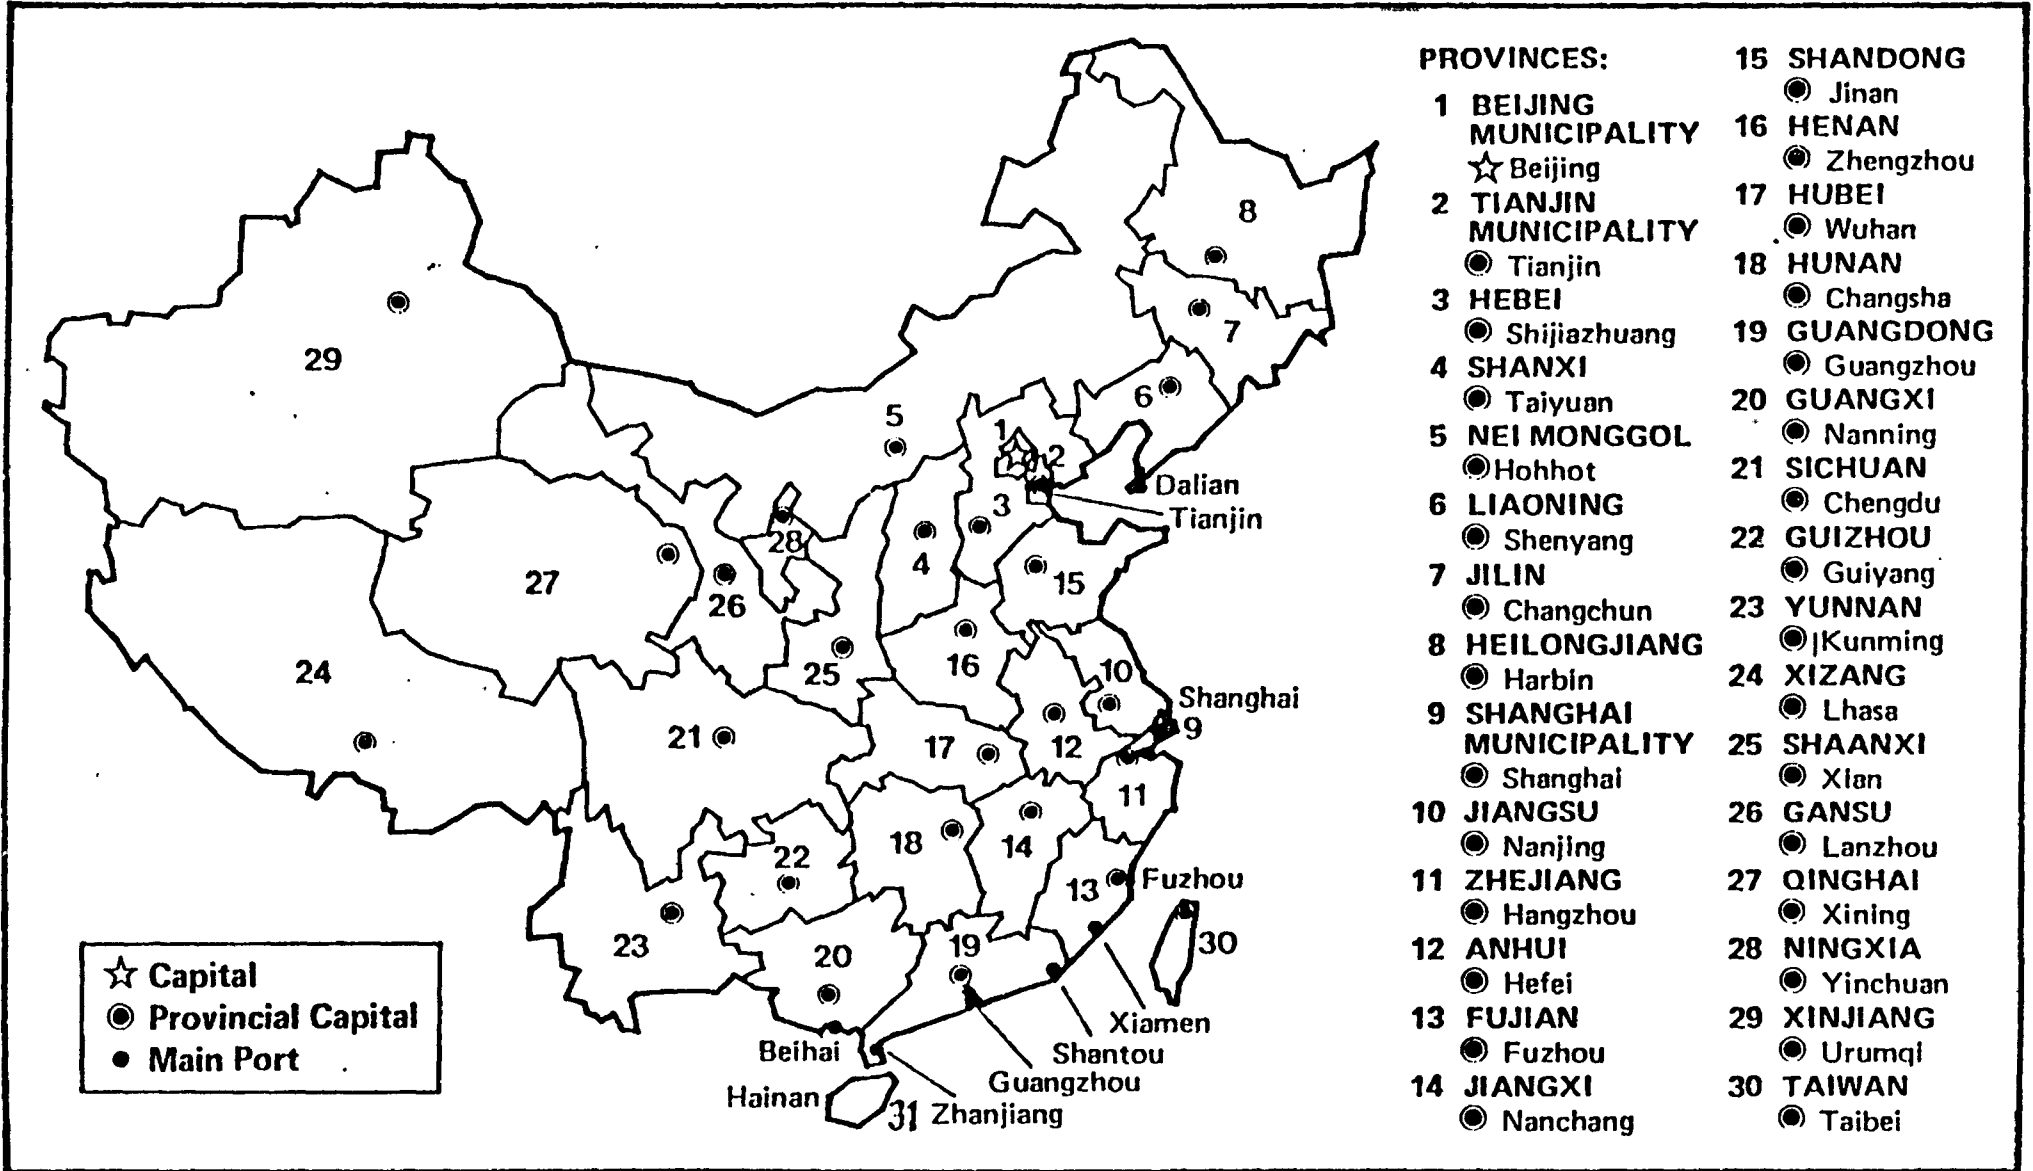 PROVINCES:
1 BEIJING
MUNICIPALITY
Beijing
2 TIANJIN
MUNICIPALITY
Tianjin
3 HEBEI
Shijiazhuang
4 SHANXI
Taiyuan
5 NEI MONGGOL
Hohhot
6 LIAONING
Shenyang
7 JILIN
Changchun
8 HEILONGJIANG
Harbin
9 SHANGHAI
MUNICIPALITY
Shanghai
10 JIANGSU
Nanjing
11 ZHEJIANG
Hangzhou
12 ANHUI
Hefei
13 FUJIAN
Fuzhou
14 JIANGXI
Nanchang
15 SHANDONG
Jinan
16 HENAN
Zhengzhou
17 HUBEI
Wuhan
18 HUNAN
Changsha
19 GUANGDONG
Guangzhou
20 GUANGXI
Nanning
21 SICHUAN
Chengdu
22 GUIZHOU
Guiyang
23 YUNNAN
Kunming
24 XIZANG
Lhasa
25 SHAANXI
Xian
26 GANSU
Lanzhou
27 QINGHAI
Xining
28 NINGXIA
Yinchuan
29 XINJIANG
Urumqi
30 TAIWAN
Taibei
8
7
29
6
5
1
2
Dalian
3
Tianjin
28
4
27
15
26
16
24
25
10
Shanghai
9
21
17
12
11
18
14
22
13
Fuzhou
23
20
19
30
Xiamen
Beihai
Shantou
Guangzhou
Hainan
31
Zhanjiang
Capital
Provincial Capital
Main Port